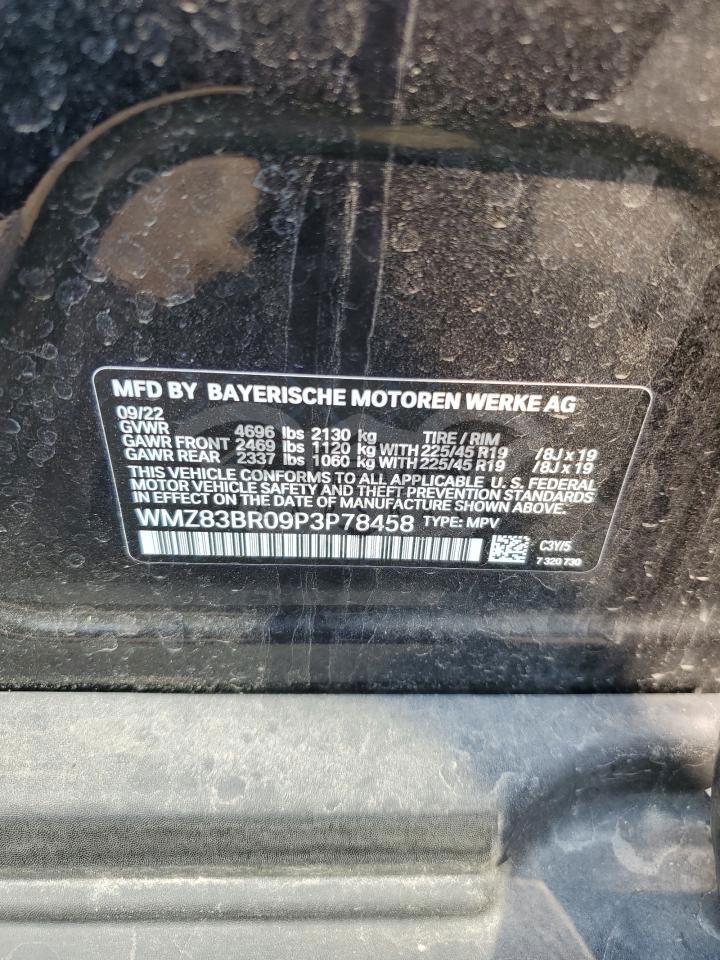 MFD BY BAYERISCHE MOTOREN WERKE AG
09/22
GVWR 4696 lbs 2130 kg TIRE / RIM
GAWR FRONT 2469 lbs 1120 kg WITH 225/45 R19 /8J x 19
GAWR REAR 2337 lbs 1060 kg WITH 225/45 R19 /8J x 19
THIS VEHICLE CONFORMS TO ALL APPLICABLE U. S. FEDERAL
MOTOR VEHICLE SAFETY AND THEFT PREVENTION STANDARDS
IN EFFECT ON THE DATE OF MANUFACTURE SHOWN ABOVE.
WMZ83BR09P3P78458 TYPE: MPV
C3Y/5
7 320 730